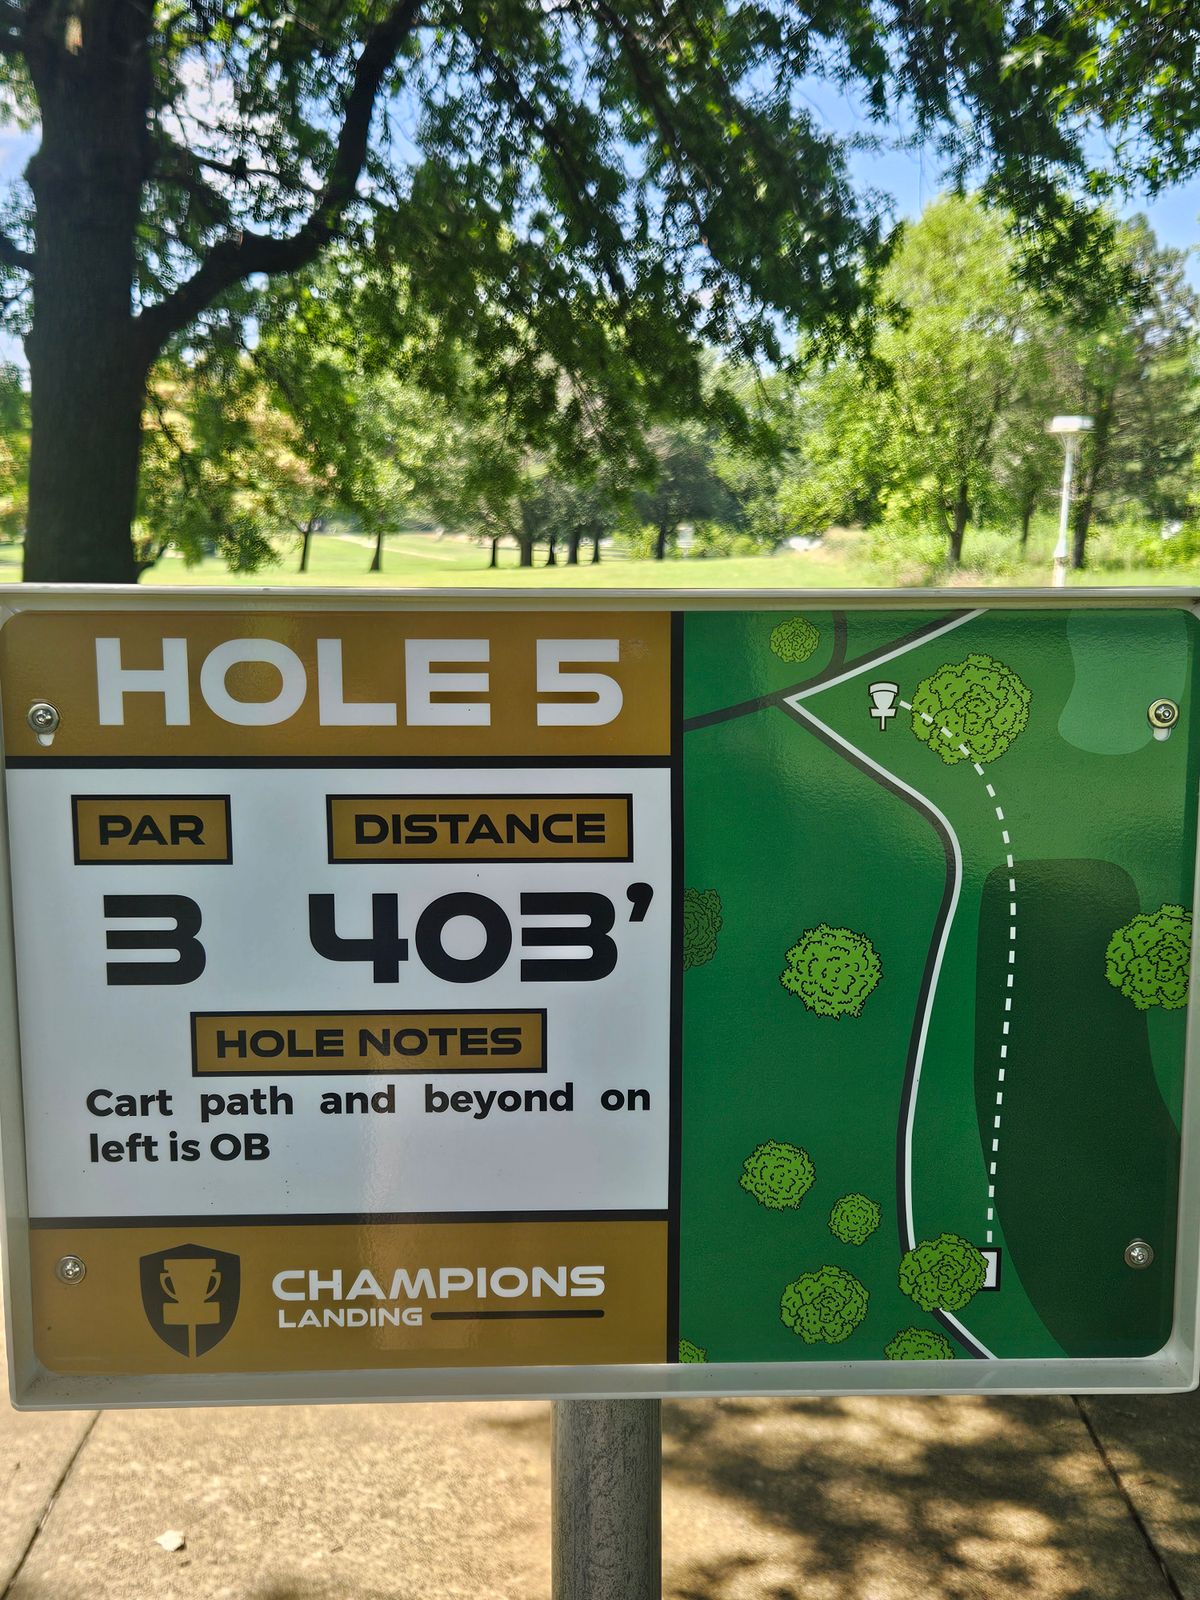 HOLE 5
PAR
DISTANCE
3
403’
HOLE NOTES
Cart path and beyond on
left is OB
CHAMPIONS
LANDING